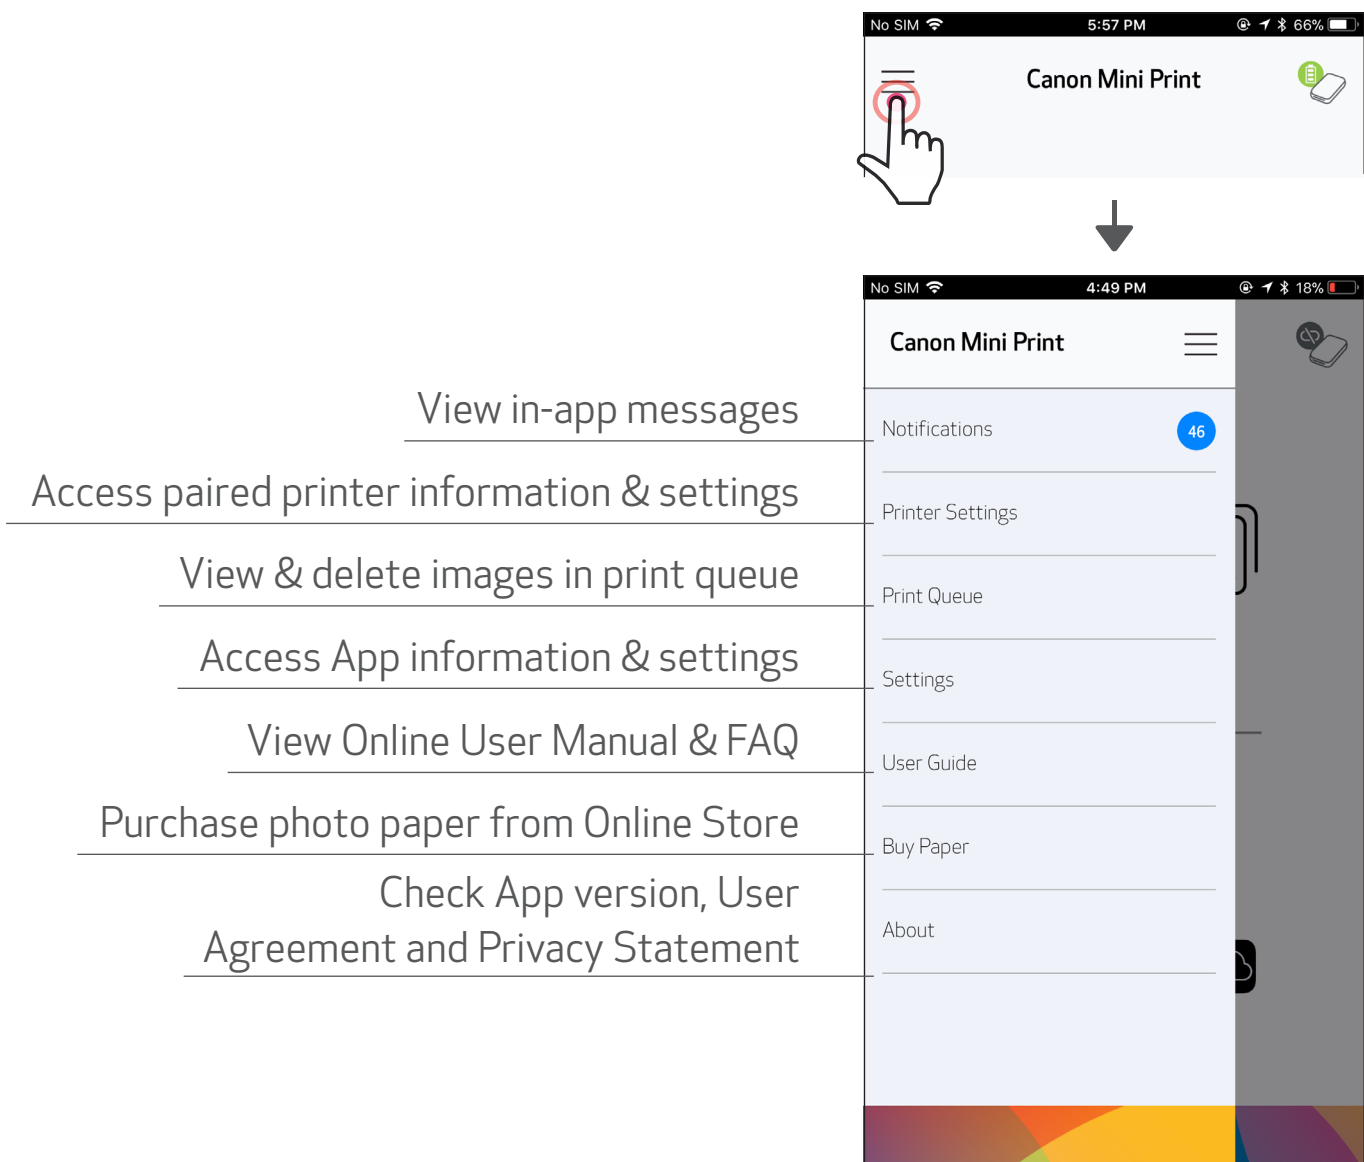 No SIM 5:57 PM 66%
Canon Mini Print
No SIM 4:49 PM 18%
Canon Mini Print
View in-app messages
Notifications 46
Access paired printer information & settings
Printer Settings
View & delete images in print queue
Print Queue
Access App information & settings
Settings
View Online User Manual & FAQ
User Guide
Purchase photo paper from Online Store
Buy Paper
Check App version, User
Agreement and Privacy Statement
About